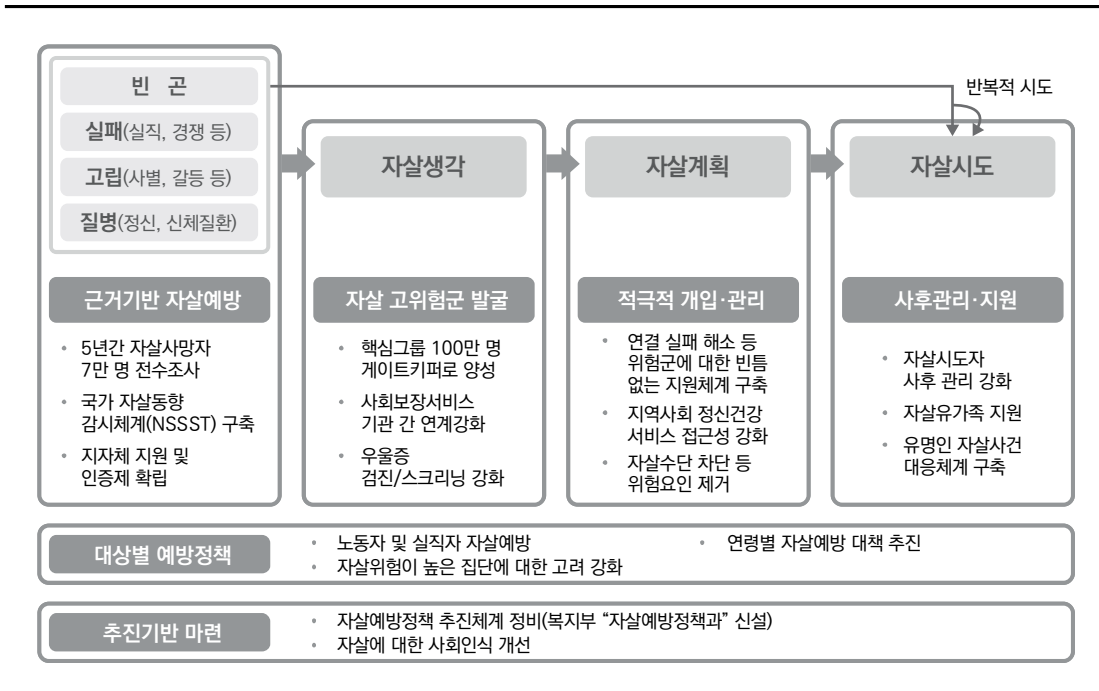 빈 곤
실패(실직, 경쟁 등)
고립(사별, 갈등 등)
질병(정신, 신체질환)
근거기반 자살예방
• 5년간 자살사망자
7만 명 전수조사
• 국가 자살동향
감시체계(NSSST) 구축
• 지자체 지원 및
인증제 확립
자살생각
자살 고위험군 발굴
• 핵심그룹 100만 명
게이트키퍼로 양성
• 사회보장서비스
기관 간 연계강화
• 우울증
검진/스크리닝 강화
자살계획
적극적 개입·관리
• 연결 실패 해소 등
위험군에 대한 빈틈
없는 지원체계 구축
• 지역사회 정신건강
서비스 접근성 강화
• 자살수단 차단 등
위험요인 제거
반복적 시도
자살시도
사후관리·지원
• 자살시도자
사후 관리 강화
• 자살유가족 지원
• 유명인 자살사건
대응체계 구축
대상별 예방정책
• 노동자 및 실직자 자살예방
• 연령별 자살예방 대책 추진
• 자살위험이 높은 집단에 대한 고려 강화
추진기반 마련
• 자살예방정책 추진체계 정비(복지부 “자살예방정책과” 신설)
• 자살에 대한 사회인식 개선